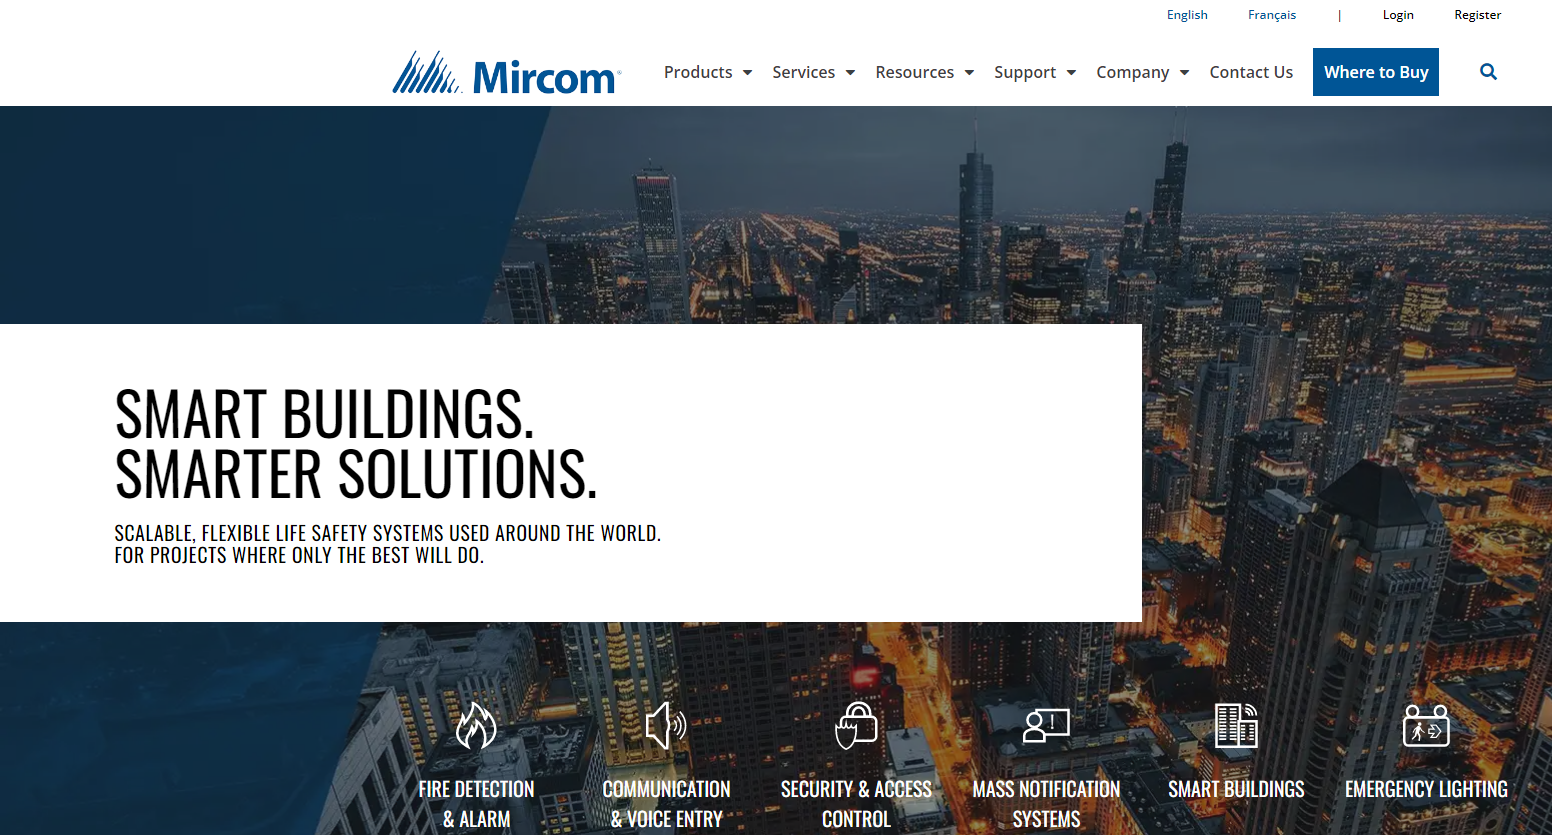 English Français | Login Register
Mircom® Products Services Resources Support Company Contact Us Where to Buy
SMART BUILDINGS.
SMARTER SOLUTIONS.
SCALABLE, FLEXIBLE LIFE SAFETY SYSTEMS USED AROUND THE WORLD.
FOR PROJECTS WHERE ONLY THE BEST WILL DO.
FIRE DETECTION
& ALARM
COMMUNICATION
& VOICE ENTRY
SECURITY & ACCESS
CONTROL
MASS NOTIFICATION
SYSTEMS
SMART BUILDINGS
EMERGENCY LIGHTING